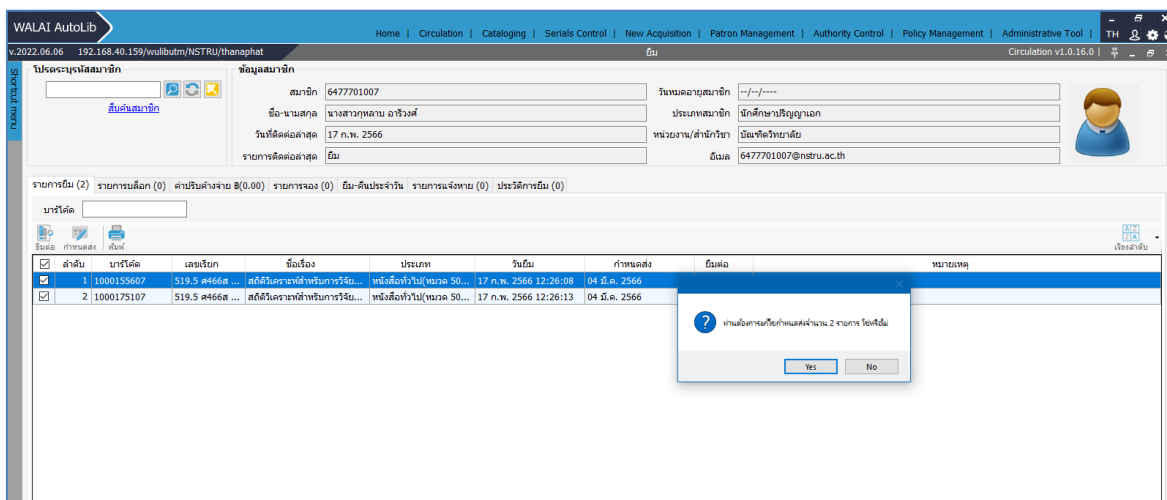 WALAI AutoLib
Home | Circulation | Cataloging | Serials Control | New Acquisition | Patron Management | Authority Control | Policy Management | Administrative Tool | TH
v.2022.06.06 192.168.40.159/wulibutm/NSTRU/thanaphat ยืม Circulation v1.0.16.0 |
Shortcut menu
โปรดระบุรหัสสมาชิก ข้อมูลสมาชิก
สมาชิก 6477701007 วันหมดอายุสมาชิก --/--/----
สืบค้นสมาชิก ชื่อ-นามสกุล นางสาวกุหลาบ อารีวงศ์ ประเภทสมาชิก นักศึกษาปริญญาเอก
วันที่ติดต่อล่าสุด 17 ก.พ. 2566 หน่วยงาน/สำนักวิชา บัณฑิตวิทยาลัย
รายการติดต่อล่าสุด ยืม อีเมล 6477701007@nstru.ac.th
รายการยืม (2) รายการบล็อก (0) ค่าปรับค้างจ่าย ฿(0.00) รายการจอง (0) ยืม-คืนประจำวัน รายการแจ้งหาย (0) ประวัติการยืม (0)
บาร์โค้ด
ยืมต่อ กำหนดส่ง พิมพ์ เรียงลำดับ
ลำดับ บาร์โค้ด เลขเรียก ชื่อเรื่อง ประเภท วันยืม กำหนดส่ง ยืมต่อ หมายเหตุ
1 1000155607 519.5 ศ466ส ... สถิติวิเคราะห์สำหรับการวิจัย... หนังสือทั่วไป(หมวด 50... 17 ก.พ. 2566 12:26:08 04 มี.ค. 2566
2 1000175107 519.5 ศ466ส ... สถิติวิเคราะห์สำหรับการวิจัย... หนังสือทั่วไป(หมวด 50... 17 ก.พ. 2566 12:26:13 04 มี.ค. 2566
ท่านต้องการแก้ไขกำหนดส่งจำนวน 2 รายการ ใช่หรือไม่
Yes No